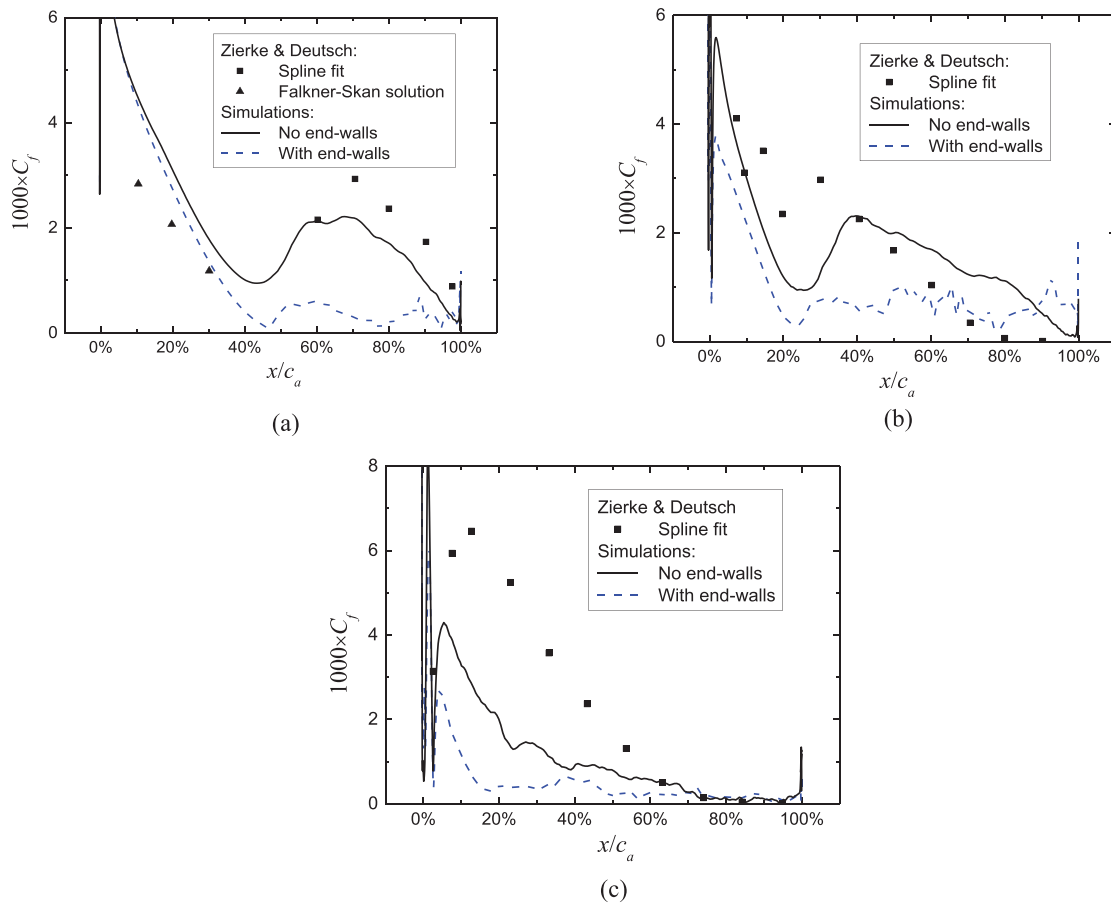 6
4
2
0
1000×C_f
Zierke & Deutsch:
Spline fit
Falkner-Skan solution
Simulations:
No end-walls
With end-walls
0% 20% 40% 60% 80% 100%
x/c_a
(a)
6
4
2
0
1000×C_f
Zierke & Deutsch:
Spline fit
Simulations:
No end-walls
With end-walls
0% 20% 40% 60% 80% 100%
x/c_a
(b)
8
6
4
2
0
1000×C_f
Zierke & Deutsch
Spline fit
Simulations:
No end-walls
With end-walls
0% 20% 40% 60% 80% 100%
x/c_a
(c)